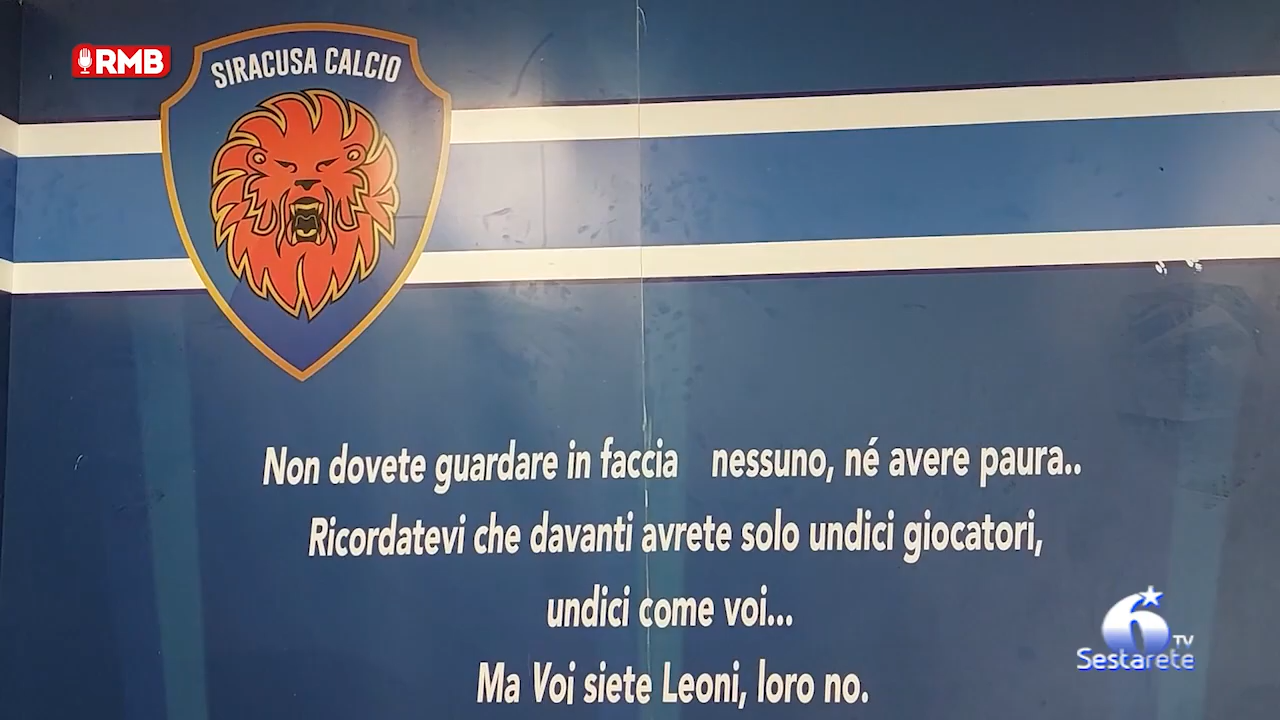 RMB
SIRACUSA CALCIO
Non dovete guardare in faccia nessuno, né avere paura..
Ricordatevi che davanti avrete solo undici giocatori,
undici come voi...
Ma Voi siete Leoni, loro no.
6 TV
Sestarete